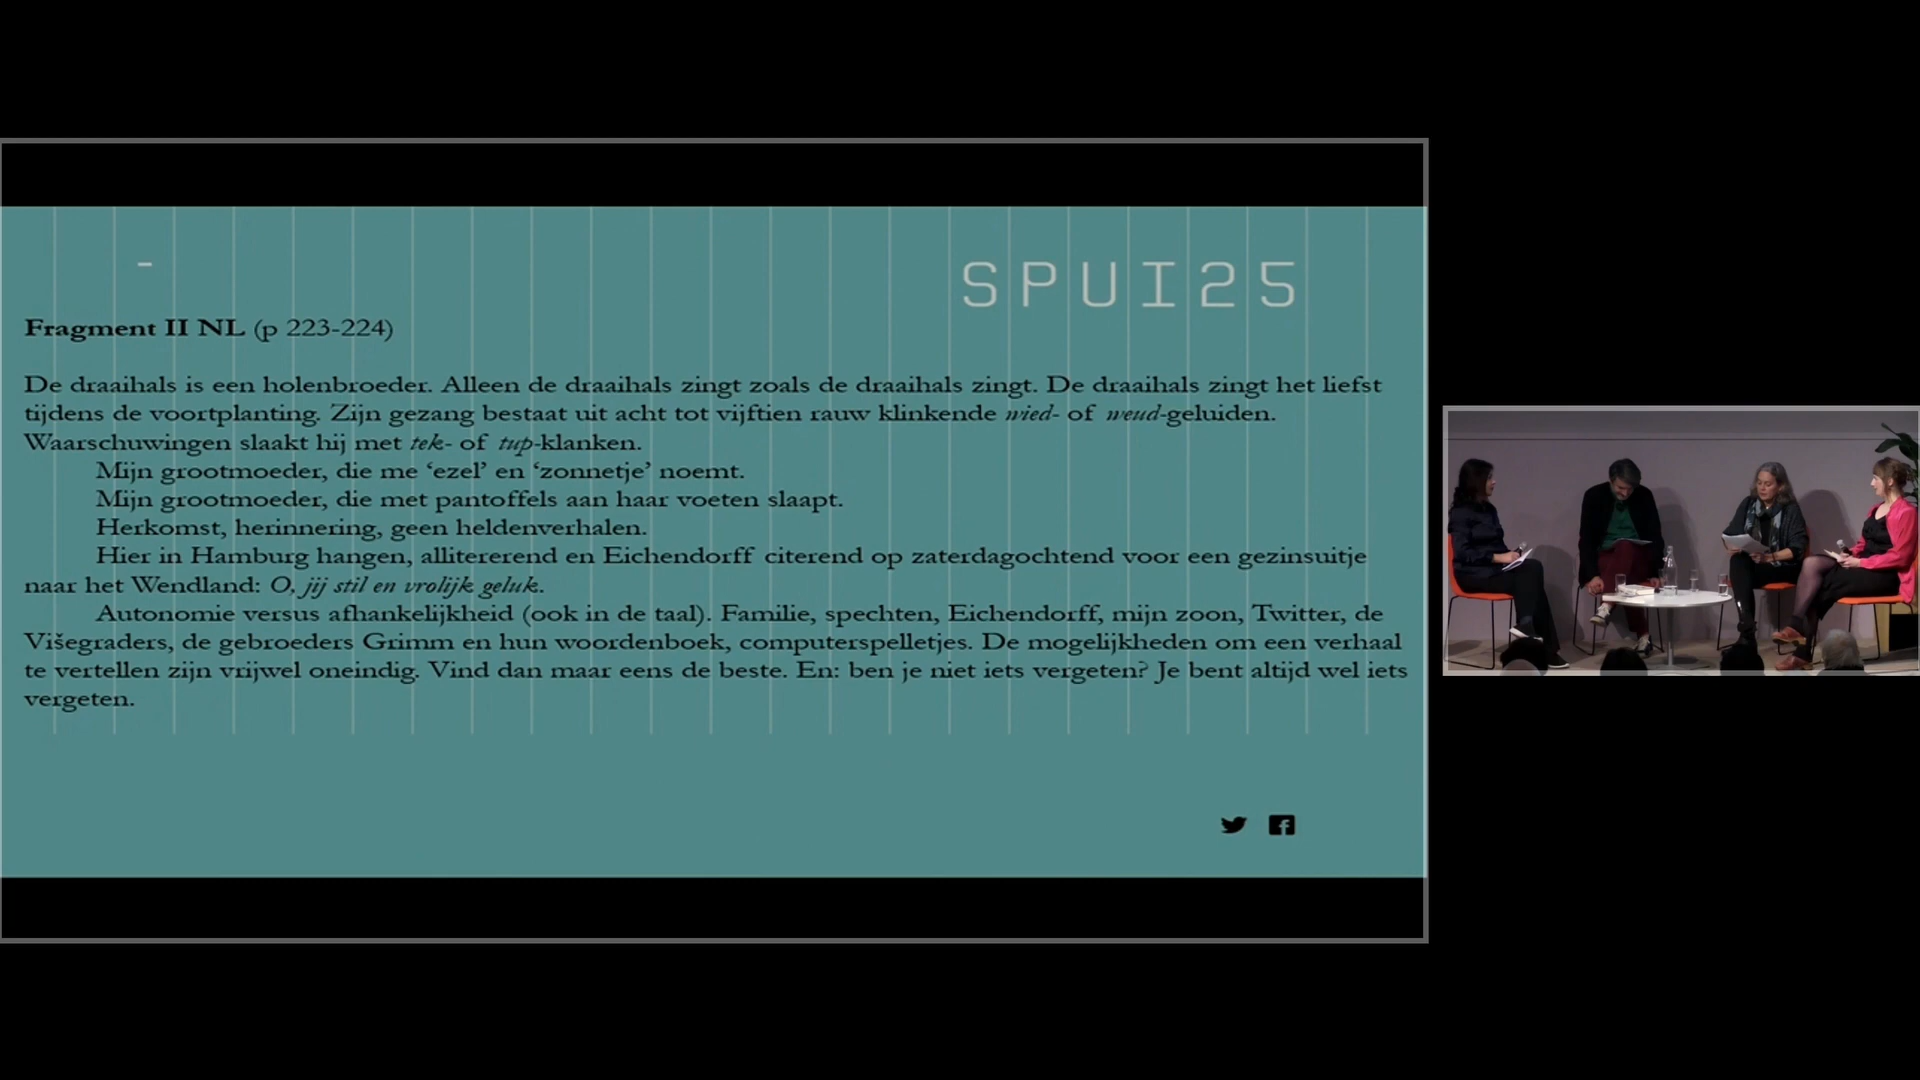 -
SPUI25
Fragment II NL (p 223-224)
De draaihals is een holenbroeder. Alleen de draaihals zingt zoals de draaihals zingt. De draaihals zingt het liefst
tijdens de voortplanting. Zijn gezang bestaat uit acht tot vijftien rauw klinkende wied- of weud-geluiden.
Waarschuwingen slaakt hij met tek- of tup-klanken.
Mijn grootmoeder, die me ‘ezel’ en ‘zonnetje’ noemt.
Mijn grootmoeder, die met pantoffels aan haar voeten slaapt.
Herkomst, herinnering, geen heldenverhalen.
Hier in Hamburg hangen, allitererend en Eichendorff citerend op zaterdagochtend voor een gezinsuitje
naar het Wendland: O, jij stil en vrolijk geluk.
Autonomie versus afhankelijkheid (ook in de taal). Familie, spechten, Eichendorff, mijn zoon, Twitter, de
Višegraders, de gebroeders Grimm en hun woordenboek, computerspelletjes. De mogelijkheden om een verhaal
te vertellen zijn vrijwel oneindig. Vind dan maar eens de beste. En: ben je niet iets vergeten? Je bent altijd wel iets
vergeten.